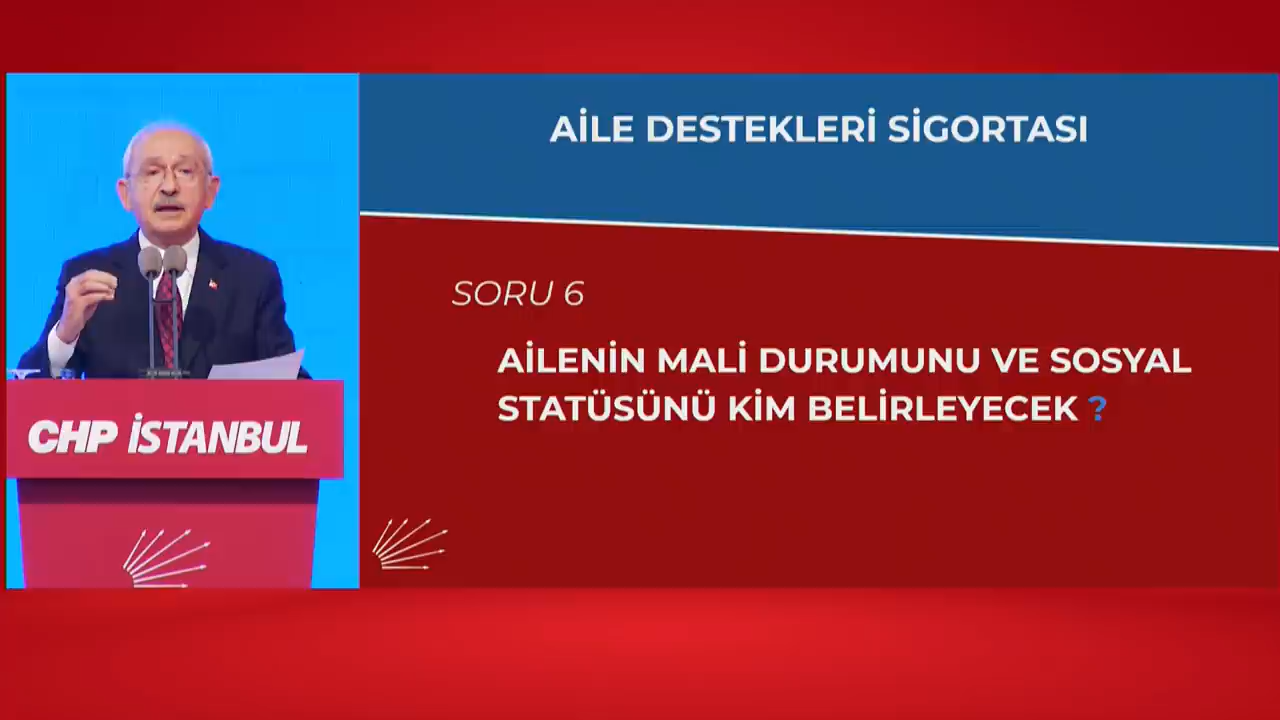 AİLE DESTEKLERİ SİGORTASI
SORU 6
AİLENİN MALİ DURUMUNU VE SOSYAL
STATÜSÜNÜ KİM BELİRLEYECEK ?
CHP İSTANBUL